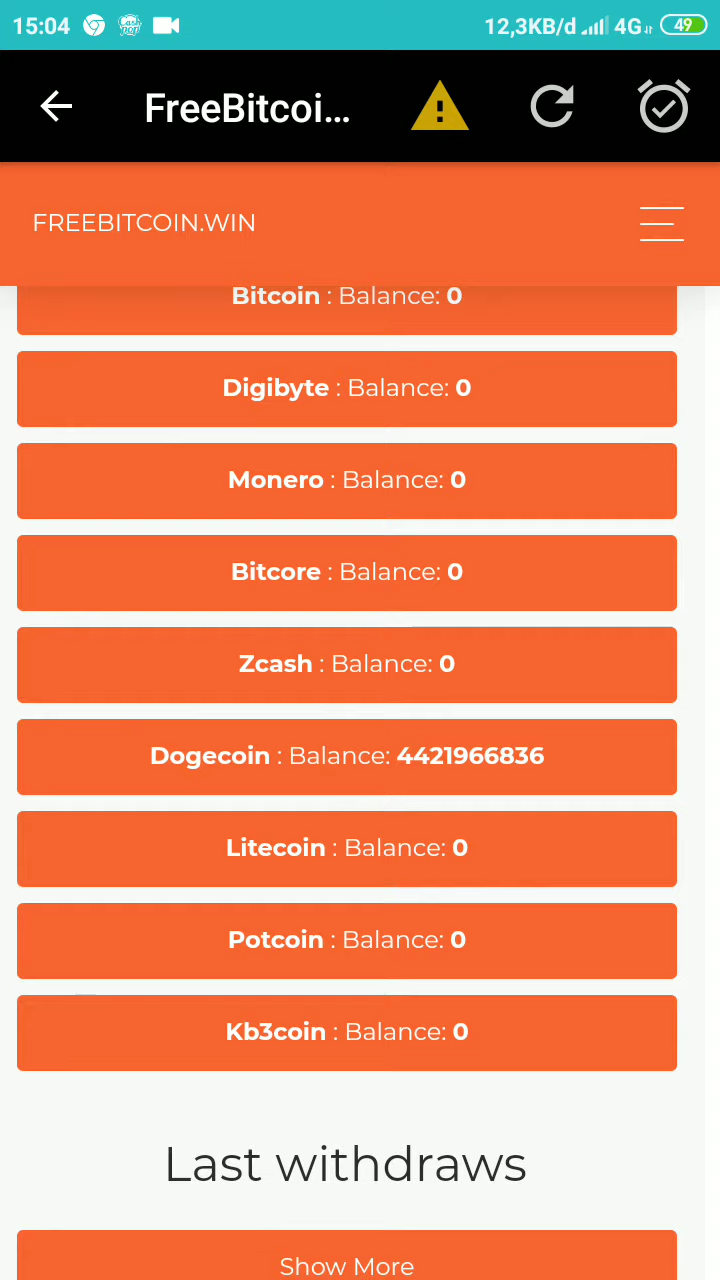 15:04 12,3KB/d 4G 49
FreeBitcoi...
FREEBITCOIN.WIN
Bitcoin : Balance: 0
Digibyte : Balance: 0
Monero : Balance: 0
Bitcore : Balance: 0
Zcash : Balance: 0
Dogecoin : Balance: 4421966836
Litecoin : Balance: 0
Potcoin : Balance: 0
Kb3coin : Balance: 0
Last withdraws
Show More